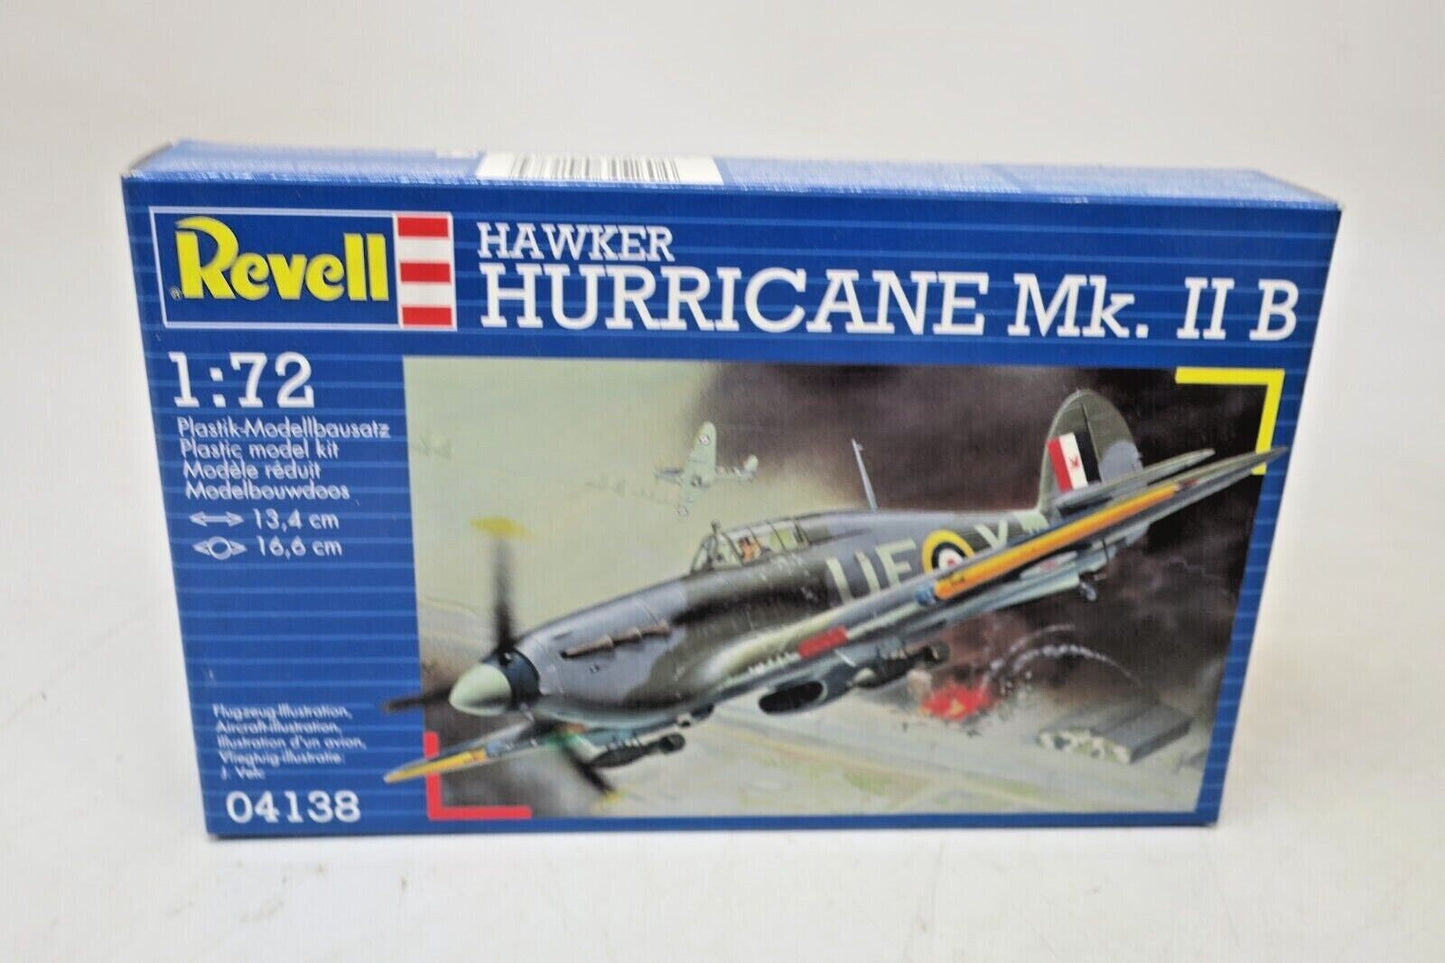 Revell
HAWKER
HURRICANE Mk. II B
1:72
Plastik-Modellbausatz
Plastic model kit
Modèle réduit
Modelbouwdoos
13,4 cm
16,6 cm
UF X
Flugzeug-Illustration,
Aircraft-illustration,
Illustration d'un avion,
Vliegtuig-illustratie:
J. Velc
04138